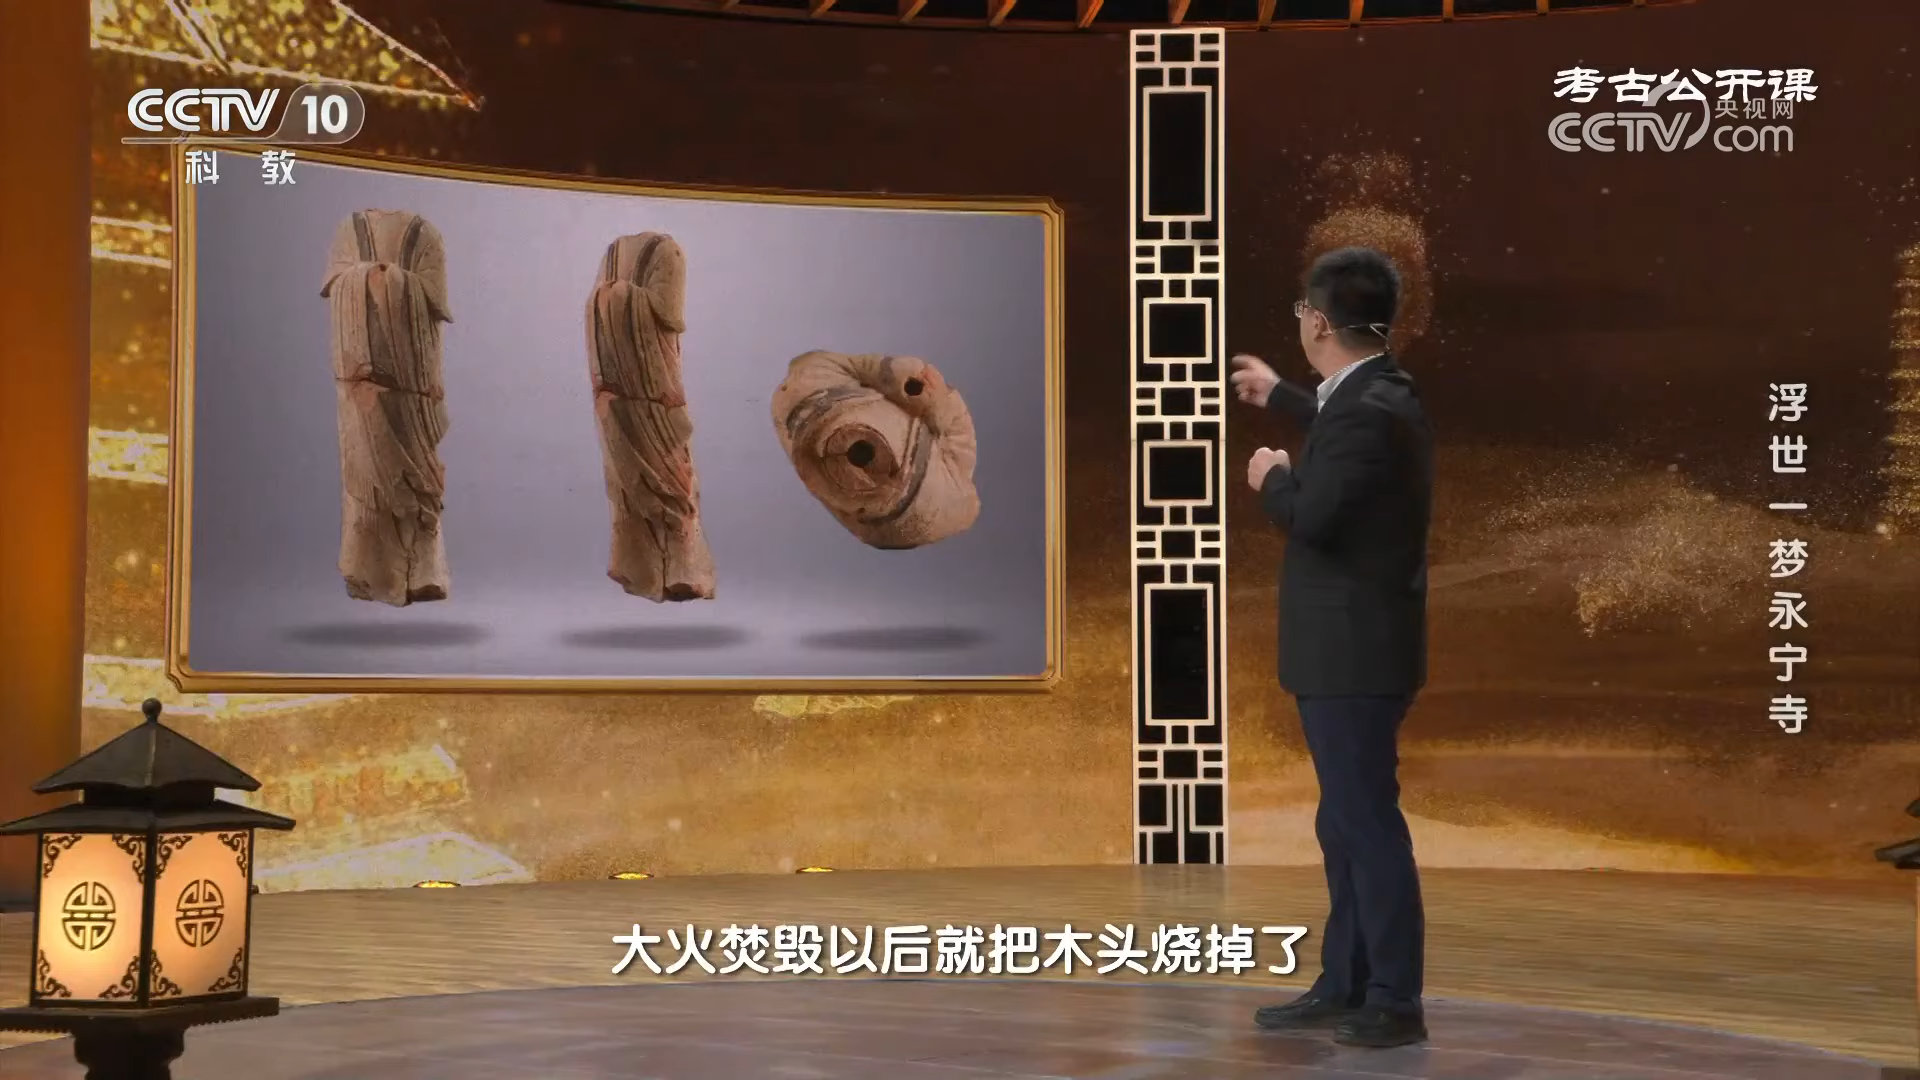 CCTV 10
科 教
考古公开课
央视网
CCTV com
浮世一梦永宁寺
大火焚毁以后就把木头烧掉了